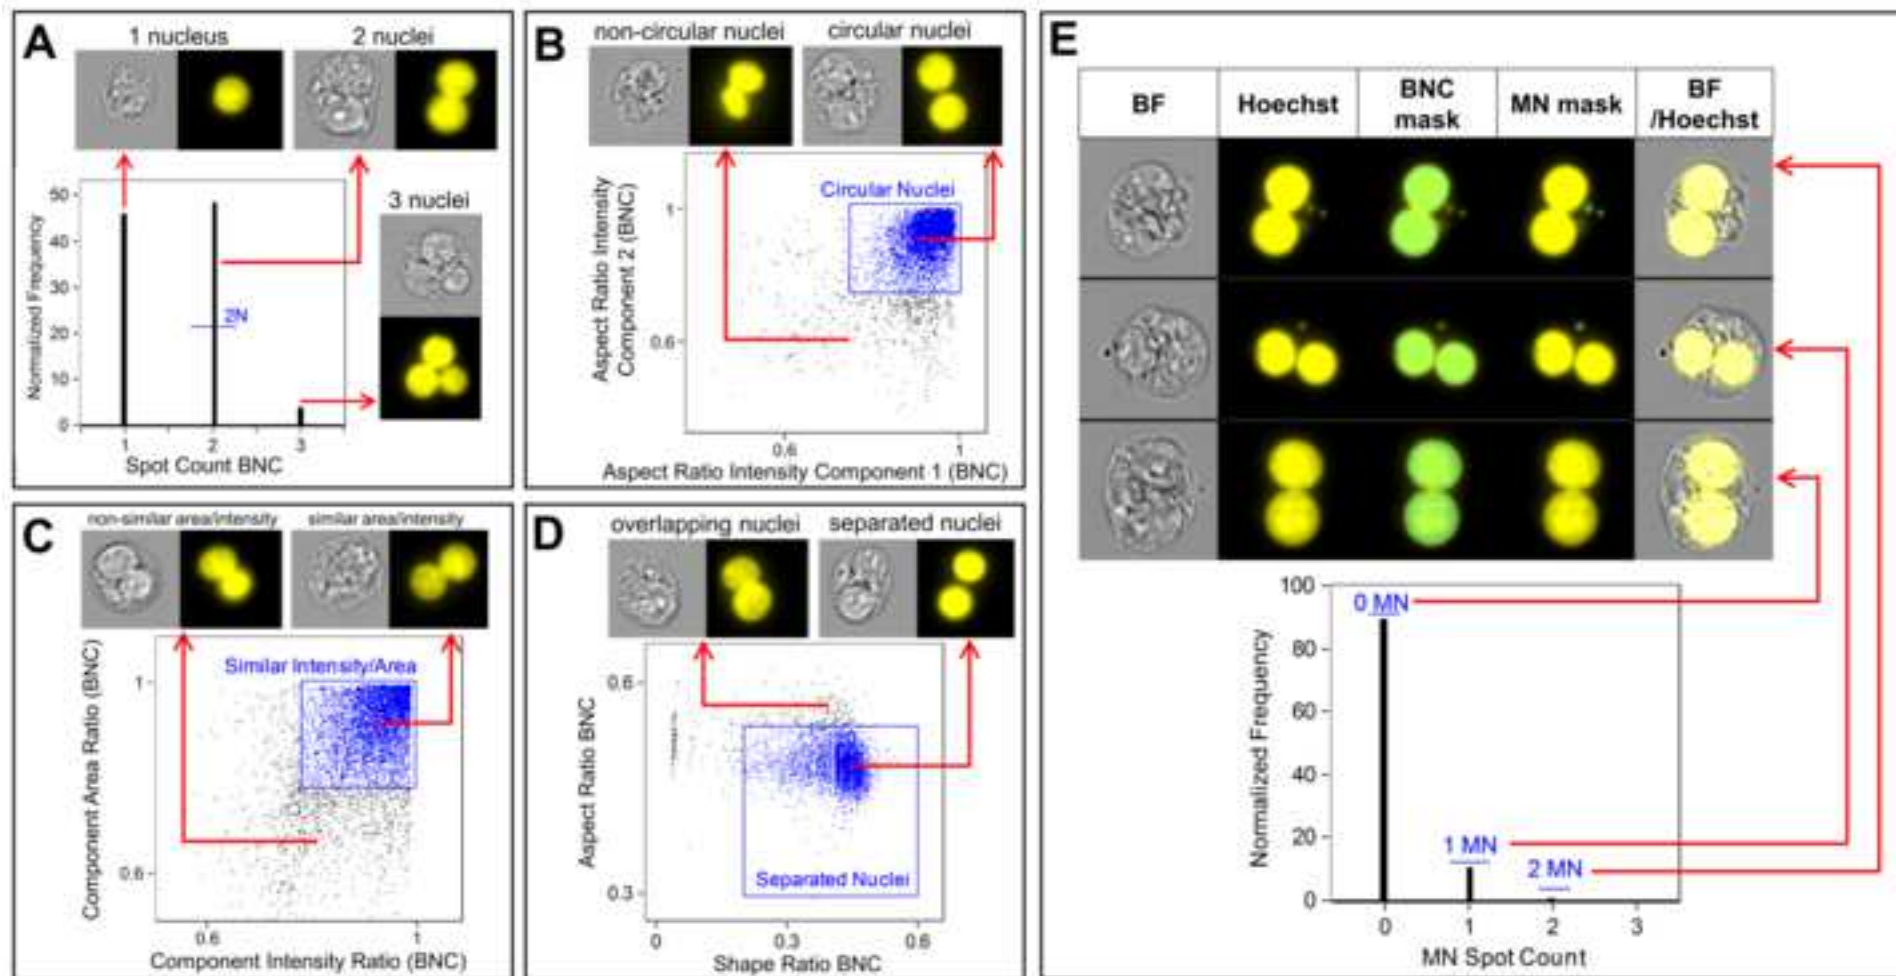 A
1 nucleus
2 nuclei
3 nuclei
Normalized Frequency
50
40
30
20
10
0
2N
1
2
3
Spot Count BNC
B
non-circular nuclei
circular nuclei
Circular Nuclei
Aspect Ratio Intensity
Component 2 (BNC)
1
0.6
0.6
1
Aspect Ratio Intensity Component 1 (BNC)
C
non-similar area/intensity
similar area/intensity
Similar Intensity/Area
Component Area Ratio (BNC)
1
0.6
0.6
1
Component Intensity Ratio (BNC)
D
overlapping nuclei
separated nuclei
Aspect Ratio BNC
0.6
0.3
Separated Nuclei
0
0.3
0.6
Shape Ratio BNC
E
BF
Hoechst
BNC
mask
MN mask
BF
/Hoechst
Normalized Frequency
100
80
60
40
20
0
0 MN
1 MN
2 MN
0
1
2
3
MN Spot Count